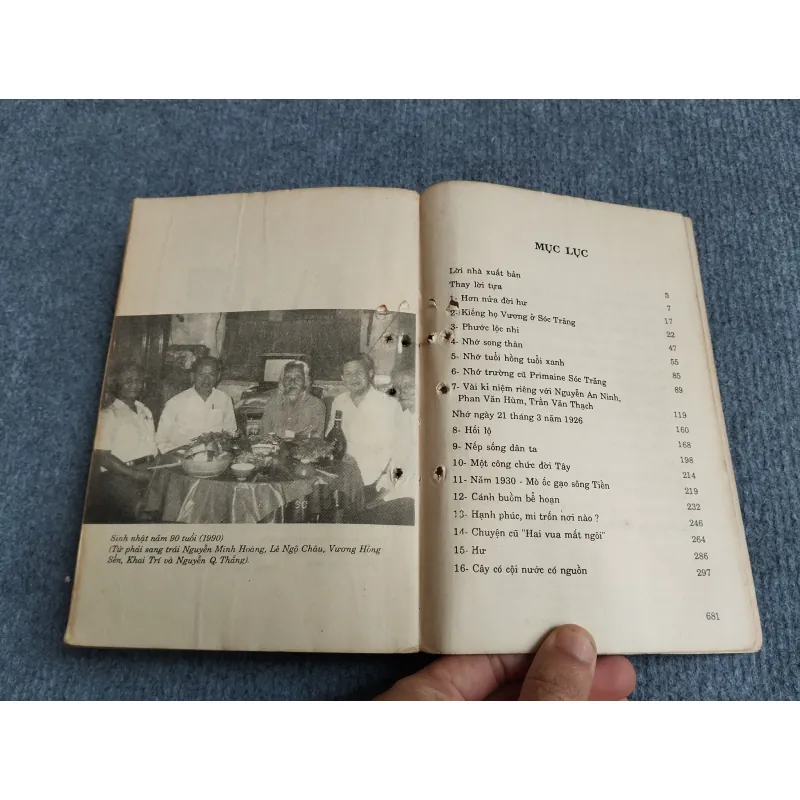 Sinh nhật năm 90 tuổi (1990)
(Từ phải sang trái Nguyễn Minh Hoàng, Lê Ngộ Châu, Vương Hồng
Sển, Khai Trí và Nguyễn Q. Thắng).
MỤC LỤC
Lời nhà xuất bản
Thay lời tựa 5
1- Hơn nửa đời hư 7
2- Kiểng họ Vương ở Sóc Trăng 17
3- Phước lộc nhi 22
4- Nhớ song thân 47
5- Nhớ tuổi hồng tuổi xanh 55
6- Nhớ trường cũ Primaine Sóc Trăng 85
7- Vài kỉ niệm riêng với Nguyễn An Ninh, 89
Phan Văn Hùm, Trần Văn Thạch
Nhớ ngày 21 tháng 3 năm 1926 119
8- Hối lộ 160
9- Nếp sống dân ta 168
10- Một công chức đời Tây 198
11- Năm 1930 - Mò ốc gạo sông Tiền 214
12- Cánh buồm bể hoạn 219
13- Hạnh phúc, mi trốn nơi nào ? 232
14- Chuyện cũ "Hai vua mất ngôi" 246
15- Hư 264
16- Cây có cội nước có nguồn 286
297
681